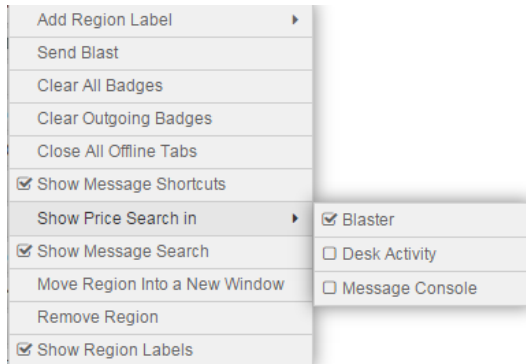 Add Region Label
Send Blast
Clear All Badges
Clear Outgoing Badges
Close All Offline Tabs
Show Message Shortcuts
Show Price Search in
Blaster
Show Message Search
Desk Activity
Move Region Into a New Window
Message Console
Remove Region
Show Region Labels